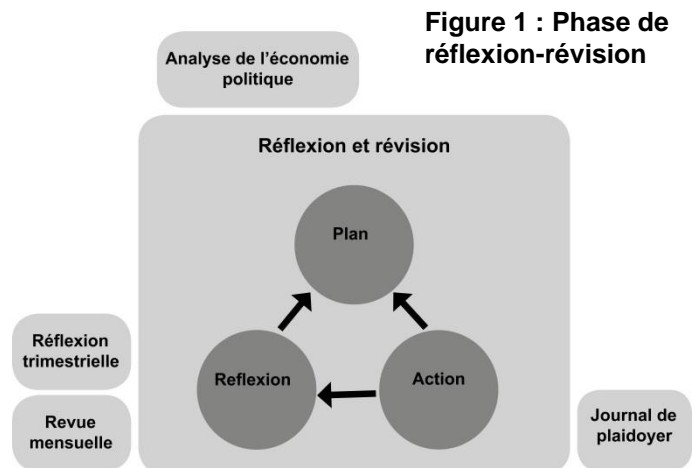 Figure 1 : Phase de
réflexion-révision
Analyse de l'économie
politique
Réflexion et révision
Plan
Réflexion
trimestrielle
Reflexion
Action
Revue
mensuelle
Journal de
plaidoyer